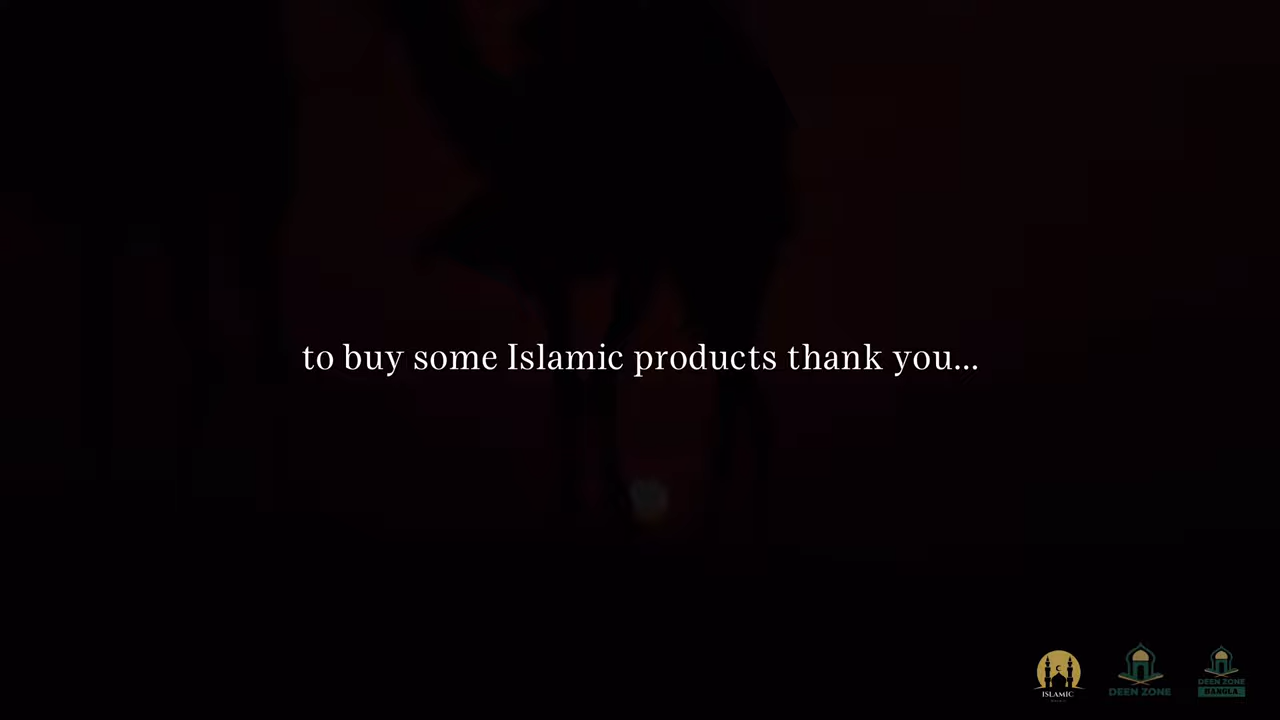 to buy some Islamic products thank you...
ISLAMIC
DEEN ZONE
DEEN ZONE
BANGLA